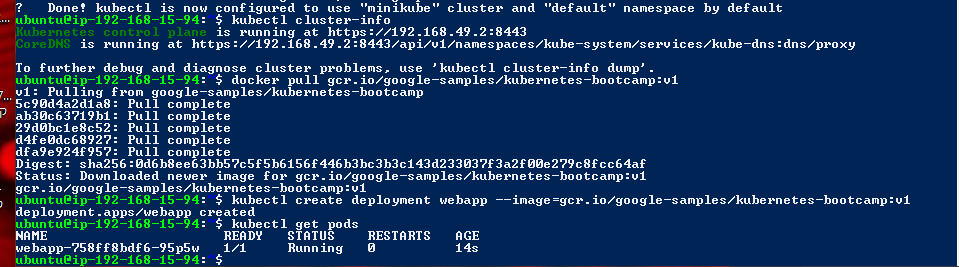 ?   Done! kubectl is now configured to use "minikube" cluster and "default" namespace by default
ubuntu@ip-192-168-15-94: $ kubectl cluster-info
Kubernetes control plane is running at https://192.168.49.2:8443
CoreDNS is running at https://192.168.49.2:8443/api/v1/namespaces/kube-system/services/kube-dns:dns/proxy

To further debug and diagnose cluster problems, use 'kubectl cluster-info dump'.
ubuntu@ip-192-168-15-94: $ docker pull gcr.io/google-samples/kubernetes-bootcamp:v1
v1: Pulling from google-samples/kubernetes-bootcamp
5c90d4a2d1a8: Pull complete
ab30c63719b1: Pull complete
29d0bc1e8c52: Pull complete
d4fe0dc68927: Pull complete
dfa9e924f957: Pull complete
Digest: sha256:0d6b8ee63bb57c5f5b6156f446b3bc3b3c143d233037f3a2f00e279c8fcc64af
Status: Downloaded newer image for gcr.io/google-samples/kubernetes-bootcamp:v1
gcr.io/google-samples/kubernetes-bootcamp:v1
ubuntu@ip-192-168-15-94: $ kubectl create deployment webapp --image=gcr.io/google-samples/kubernetes-bootcamp:v1
deployment.apps/webapp created
ubuntu@ip-192-168-15-94: $ kubectl get pods
NAME                      READY   STATUS    RESTARTS   AGE
webapp-758ff8bdf6-95p5w   1/1     Running   0          14s
ubuntu@ip-192-168-15-94: $